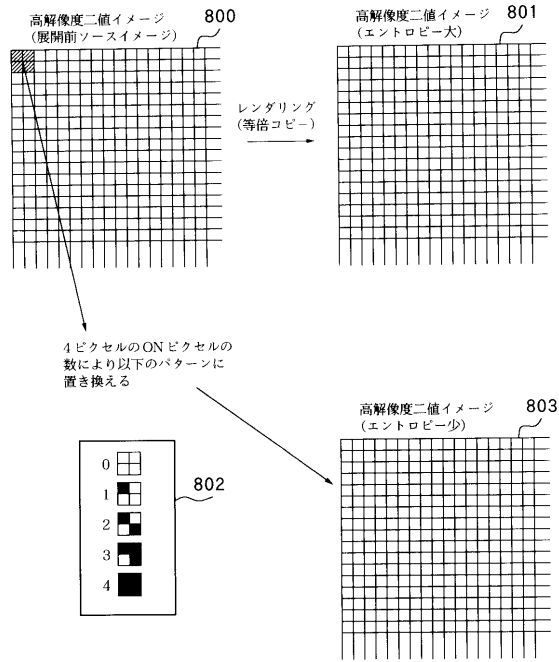 高解像度二値イメージ
(展開前ソースイメージ)
800
高解像度二値イメージ
(エントロピー大)
801
レンダリング
(等倍コピー)
4ピクセルのONピクセルの
数により以下のパターンに
置き換える
高解像度二値イメージ
(エントロピー少)
803
802
0
1
2
3
4